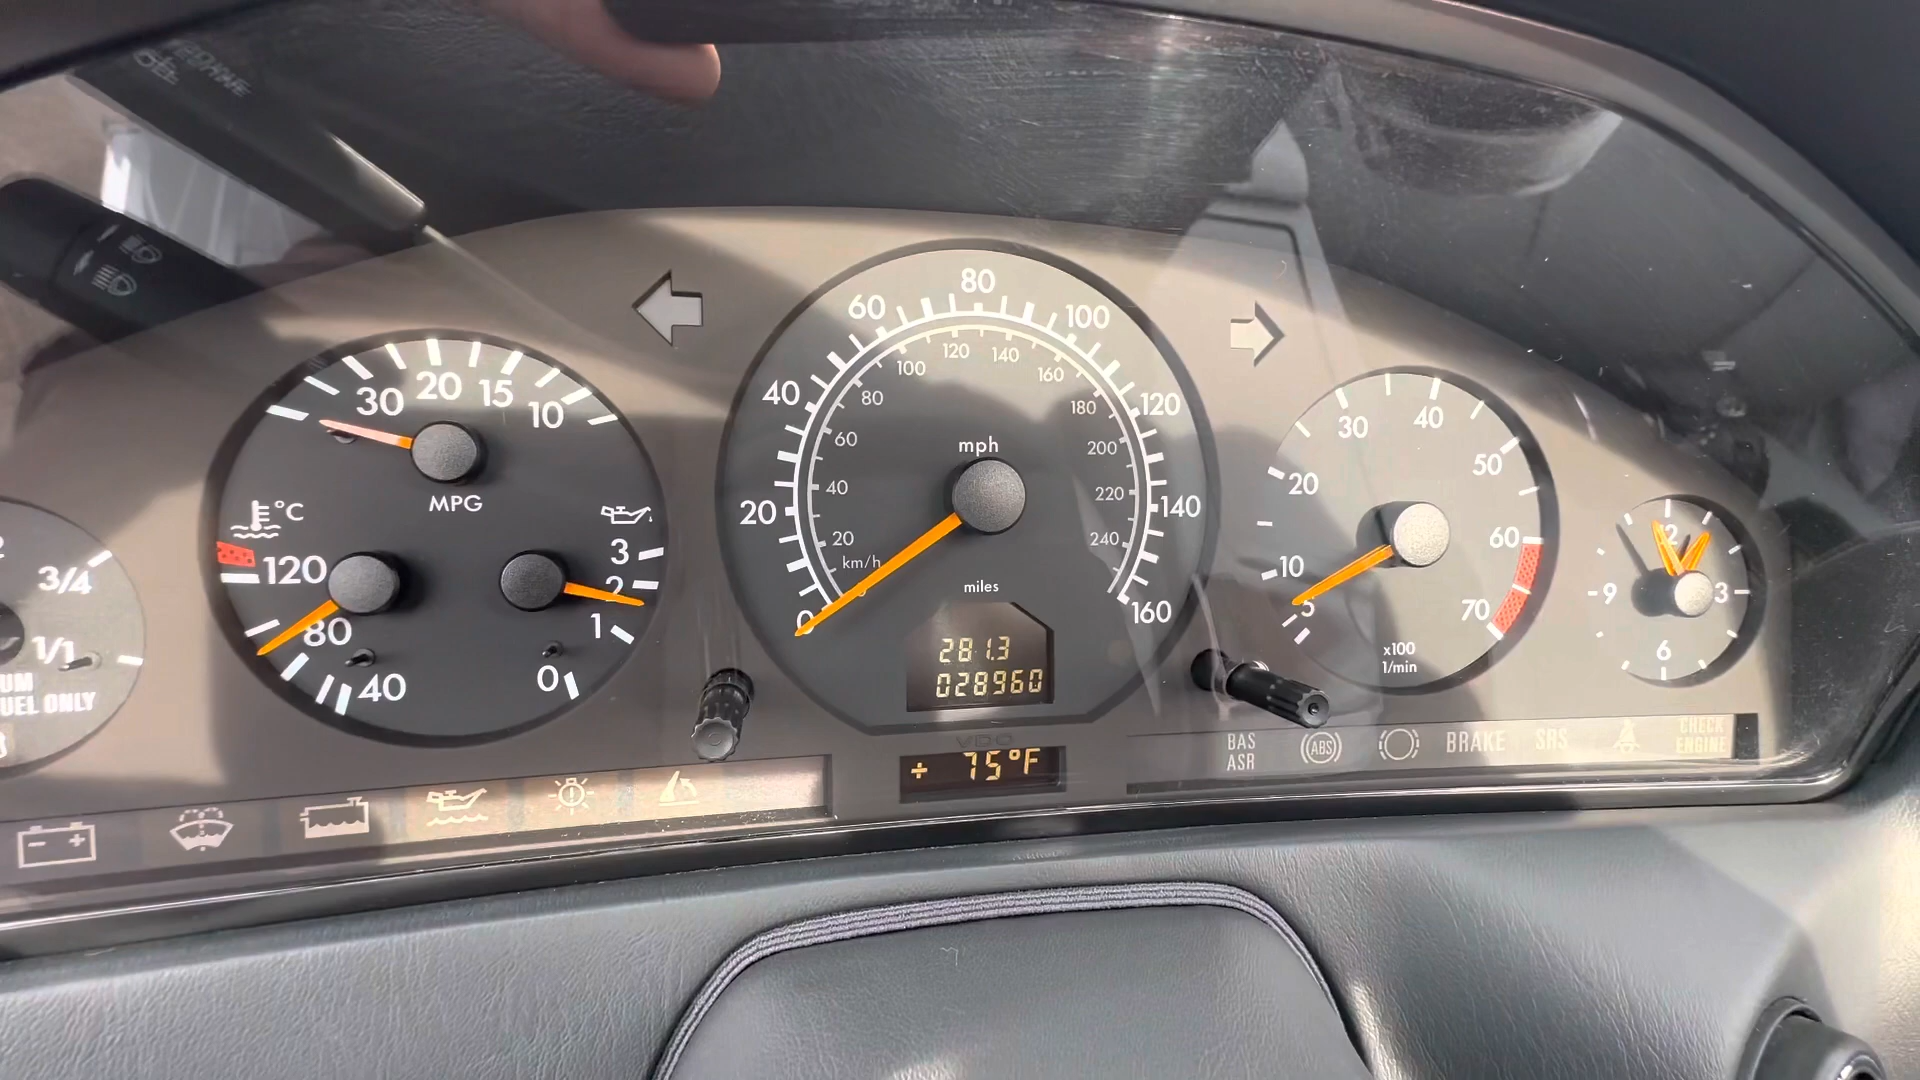 3/4
1/1
UM
UEL ONLY
30
20
15
10
MPG
°C
120
80
40
3
2
1
0
0
20
40
60
80
100
120
140
160
20
40
60
80
100
120
140
160
180
200
220
240
km/h
mph
miles
281.3
028960
VDO
+ 75°F
5
10
20
30
40
50
60
70
x100
1/min
12
3
6
9
BAS
ASR
ABS
BRAKE
SRS
CHECK
ENGINE